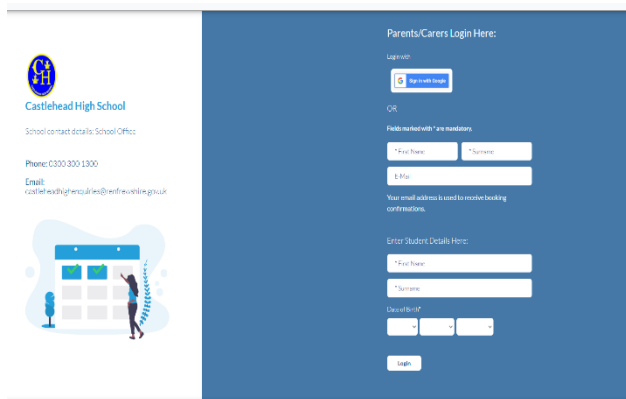 CH
Castlehead High School
School contact details: School Office
Phone: 0300 300 1300
Email:
castleheadhighenquiries@renfrewshire.gov.uk
Parents/Carers Login Here:
Login with
G Sign in with Google
OR
Fields marked with * are mandatory.
* First Name
* Surname
E-Mail
Your email address is used to receive booking
confirmations.
Enter Student Details Here:
* First Name
* Surname
Date of Birth*
Login